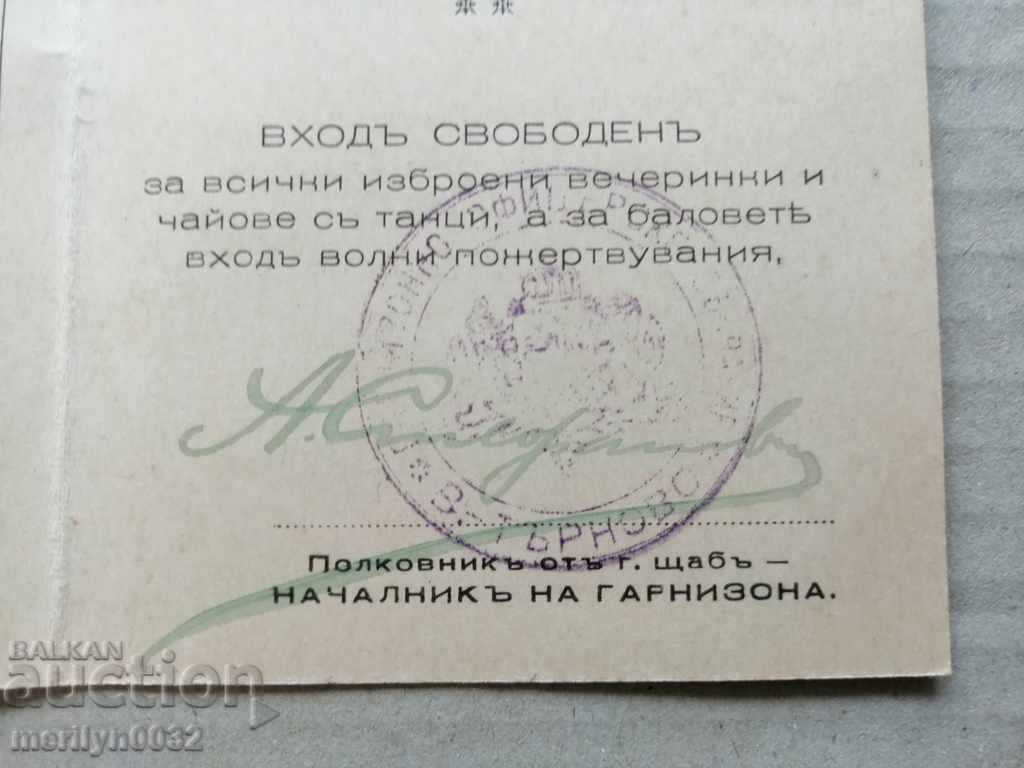 ВХОДЪ СВОБОДЕНЪ
за всички изброени вечеринки и
чайове съ танци, а за баловетѣ
входъ волни пожертвувания,
В-ТЪРНОВО
Полковникъ отъ г. щабъ —
НАЧАЛНИКЪ НА ГАРНИЗОНА.
BALKAN
auction
merilyn0032